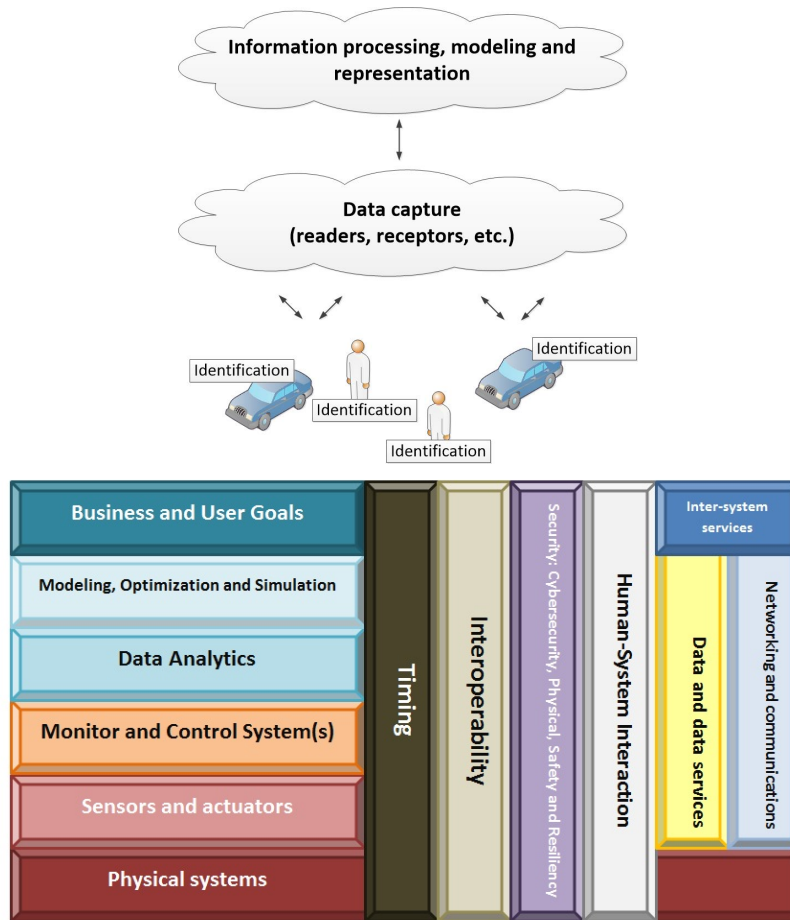 Information processing, modeling and
representation
Data capture
(readers, receptors, etc.)
Identification
Identification
Identification
Identification
Business and User Goals
Modeling, Optimization and Simulation
Data Analytics
Monitor and Control System(s)
Sensors and actuators
Physical systems
Timing
Interoperability
Security: Cybersecurity, Physical, Safety and Resiliency
Human-System Interaction
Inter-system
services
Data and data services
Networking and communications